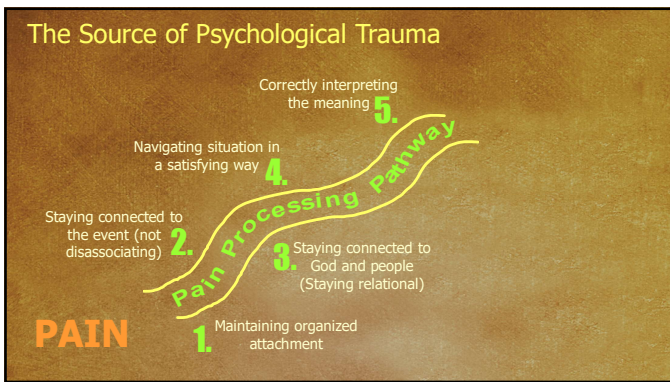 The Source of Psychological Trauma
Correctly interpreting
the meaning
5.
Navigating situation in
a satisfying way
4.
Staying connected to
the event (not
disassociating)
2.
Pain Processing Pathway
3.
Staying connected to
God and people
(Staying relational)
PAIN
1.
Maintaining organized
attachment